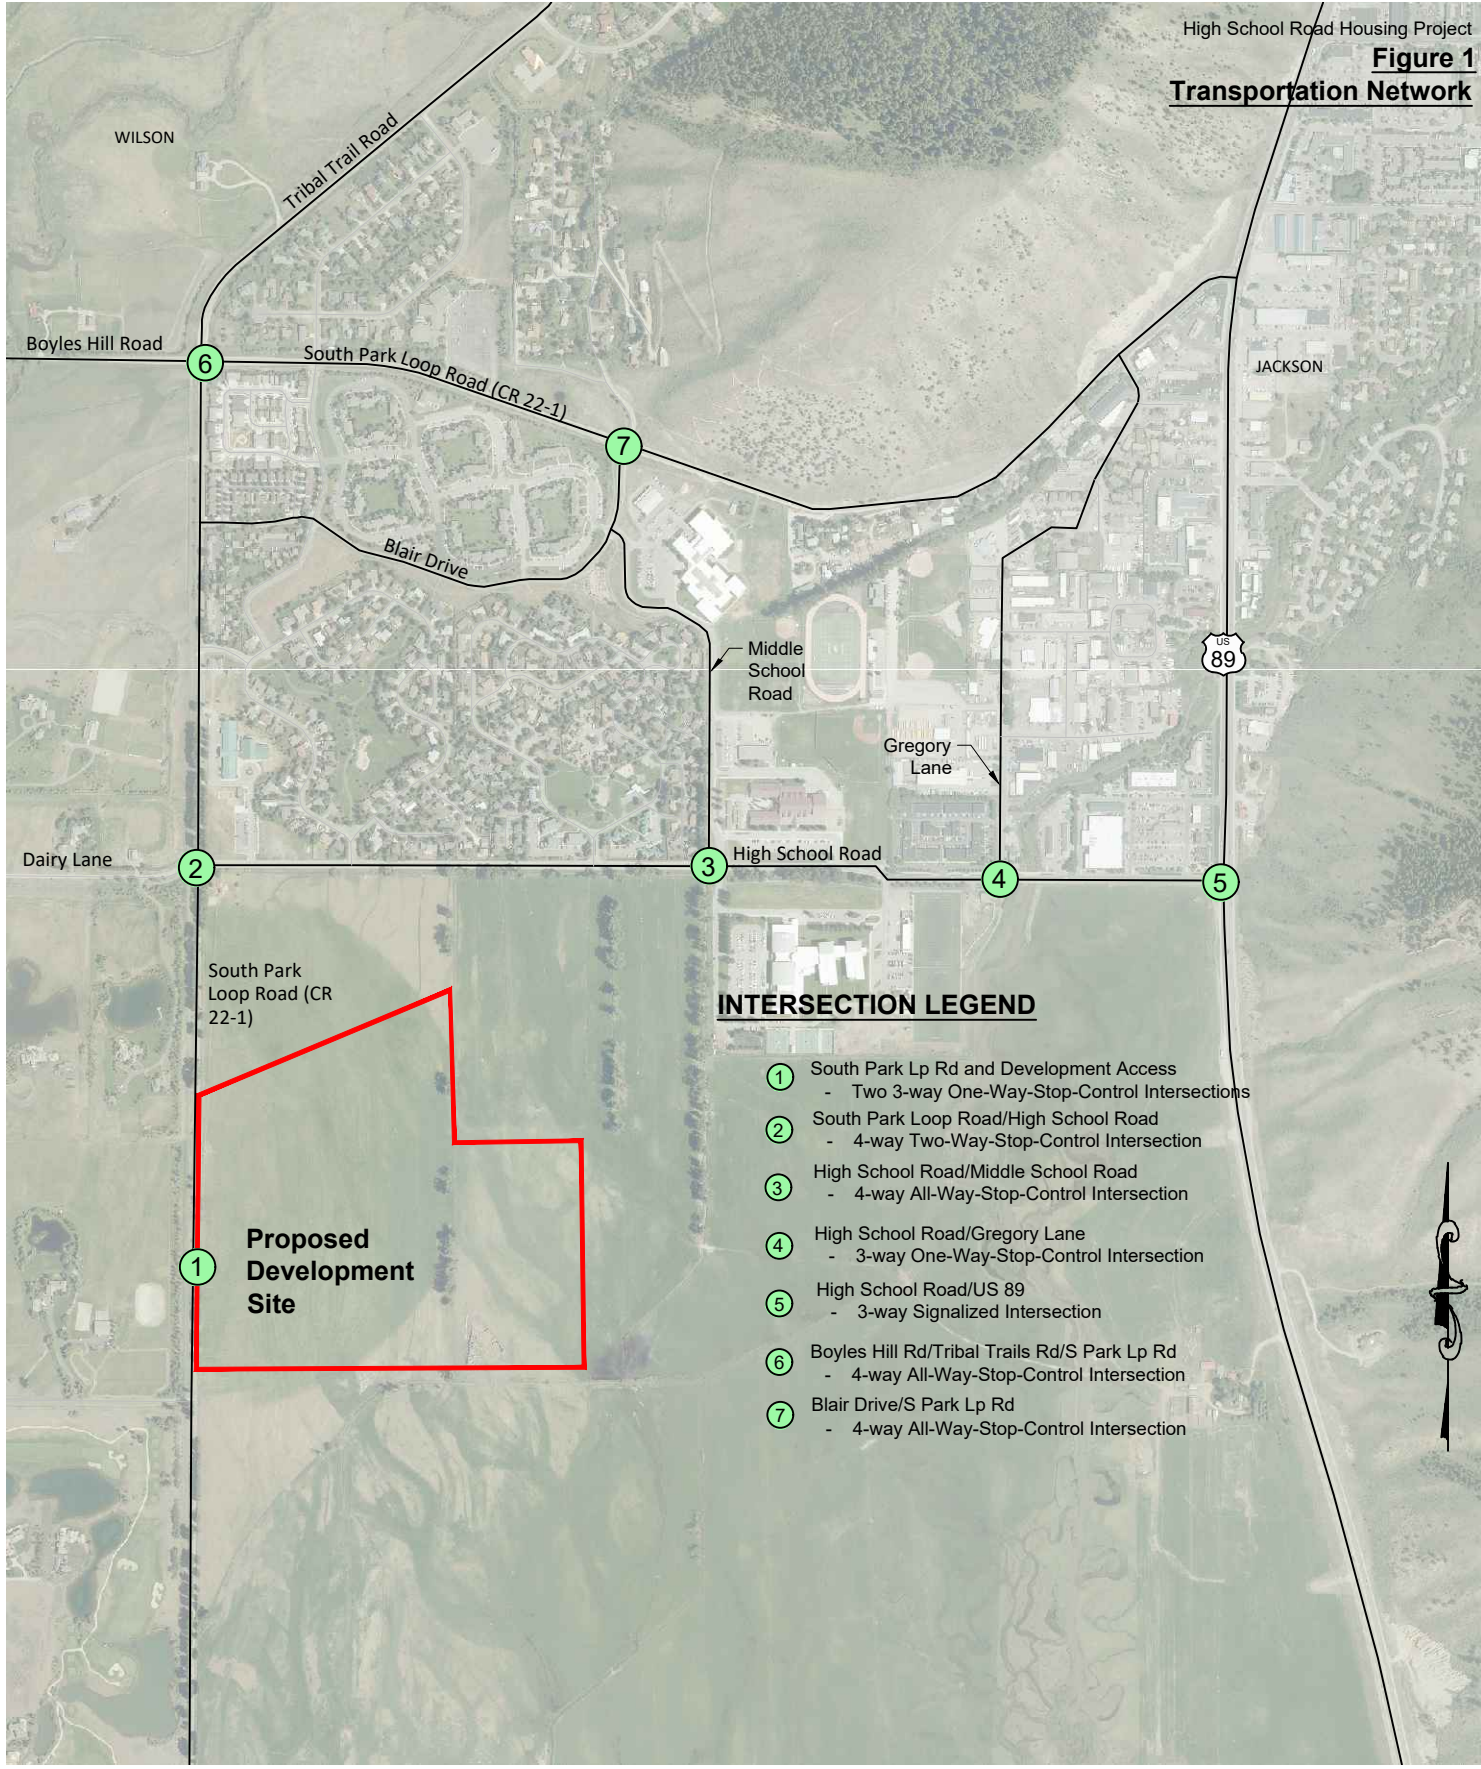 High School Road Housing Project
Figure 1
Transportation Network
WILSON
Tribal Trail Road
Boyles Hill Road
6
South Park Loop Road (CR 22-1)
JACKSON
7
Blair Drive
Middle
School
Road
US
89
Gregory
Lane
Dairy Lane
2
3
High School Road
4
5
South Park
Loop Road (CR
22-1)
INTERSECTION LEGEND
1 South Park Lp Rd and Development Access
- Two 3-way One-Way-Stop-Control Intersections
2 South Park Loop Road/High School Road
- 4-way Two-Way-Stop-Control Intersection
3 High School Road/Middle School Road
- 4-way All-Way-Stop-Control Intersection
4 High School Road/Gregory Lane
- 3-way One-Way-Stop-Control Intersection
5 High School Road/US 89
- 3-way Signalized Intersection
6 Boyles Hill Rd/Tribal Trails Rd/S Park Lp Rd
- 4-way All-Way-Stop-Control Intersection
7 Blair Drive/S Park Lp Rd
- 4-way All-Way-Stop-Control Intersection
1
Proposed
Development
Site